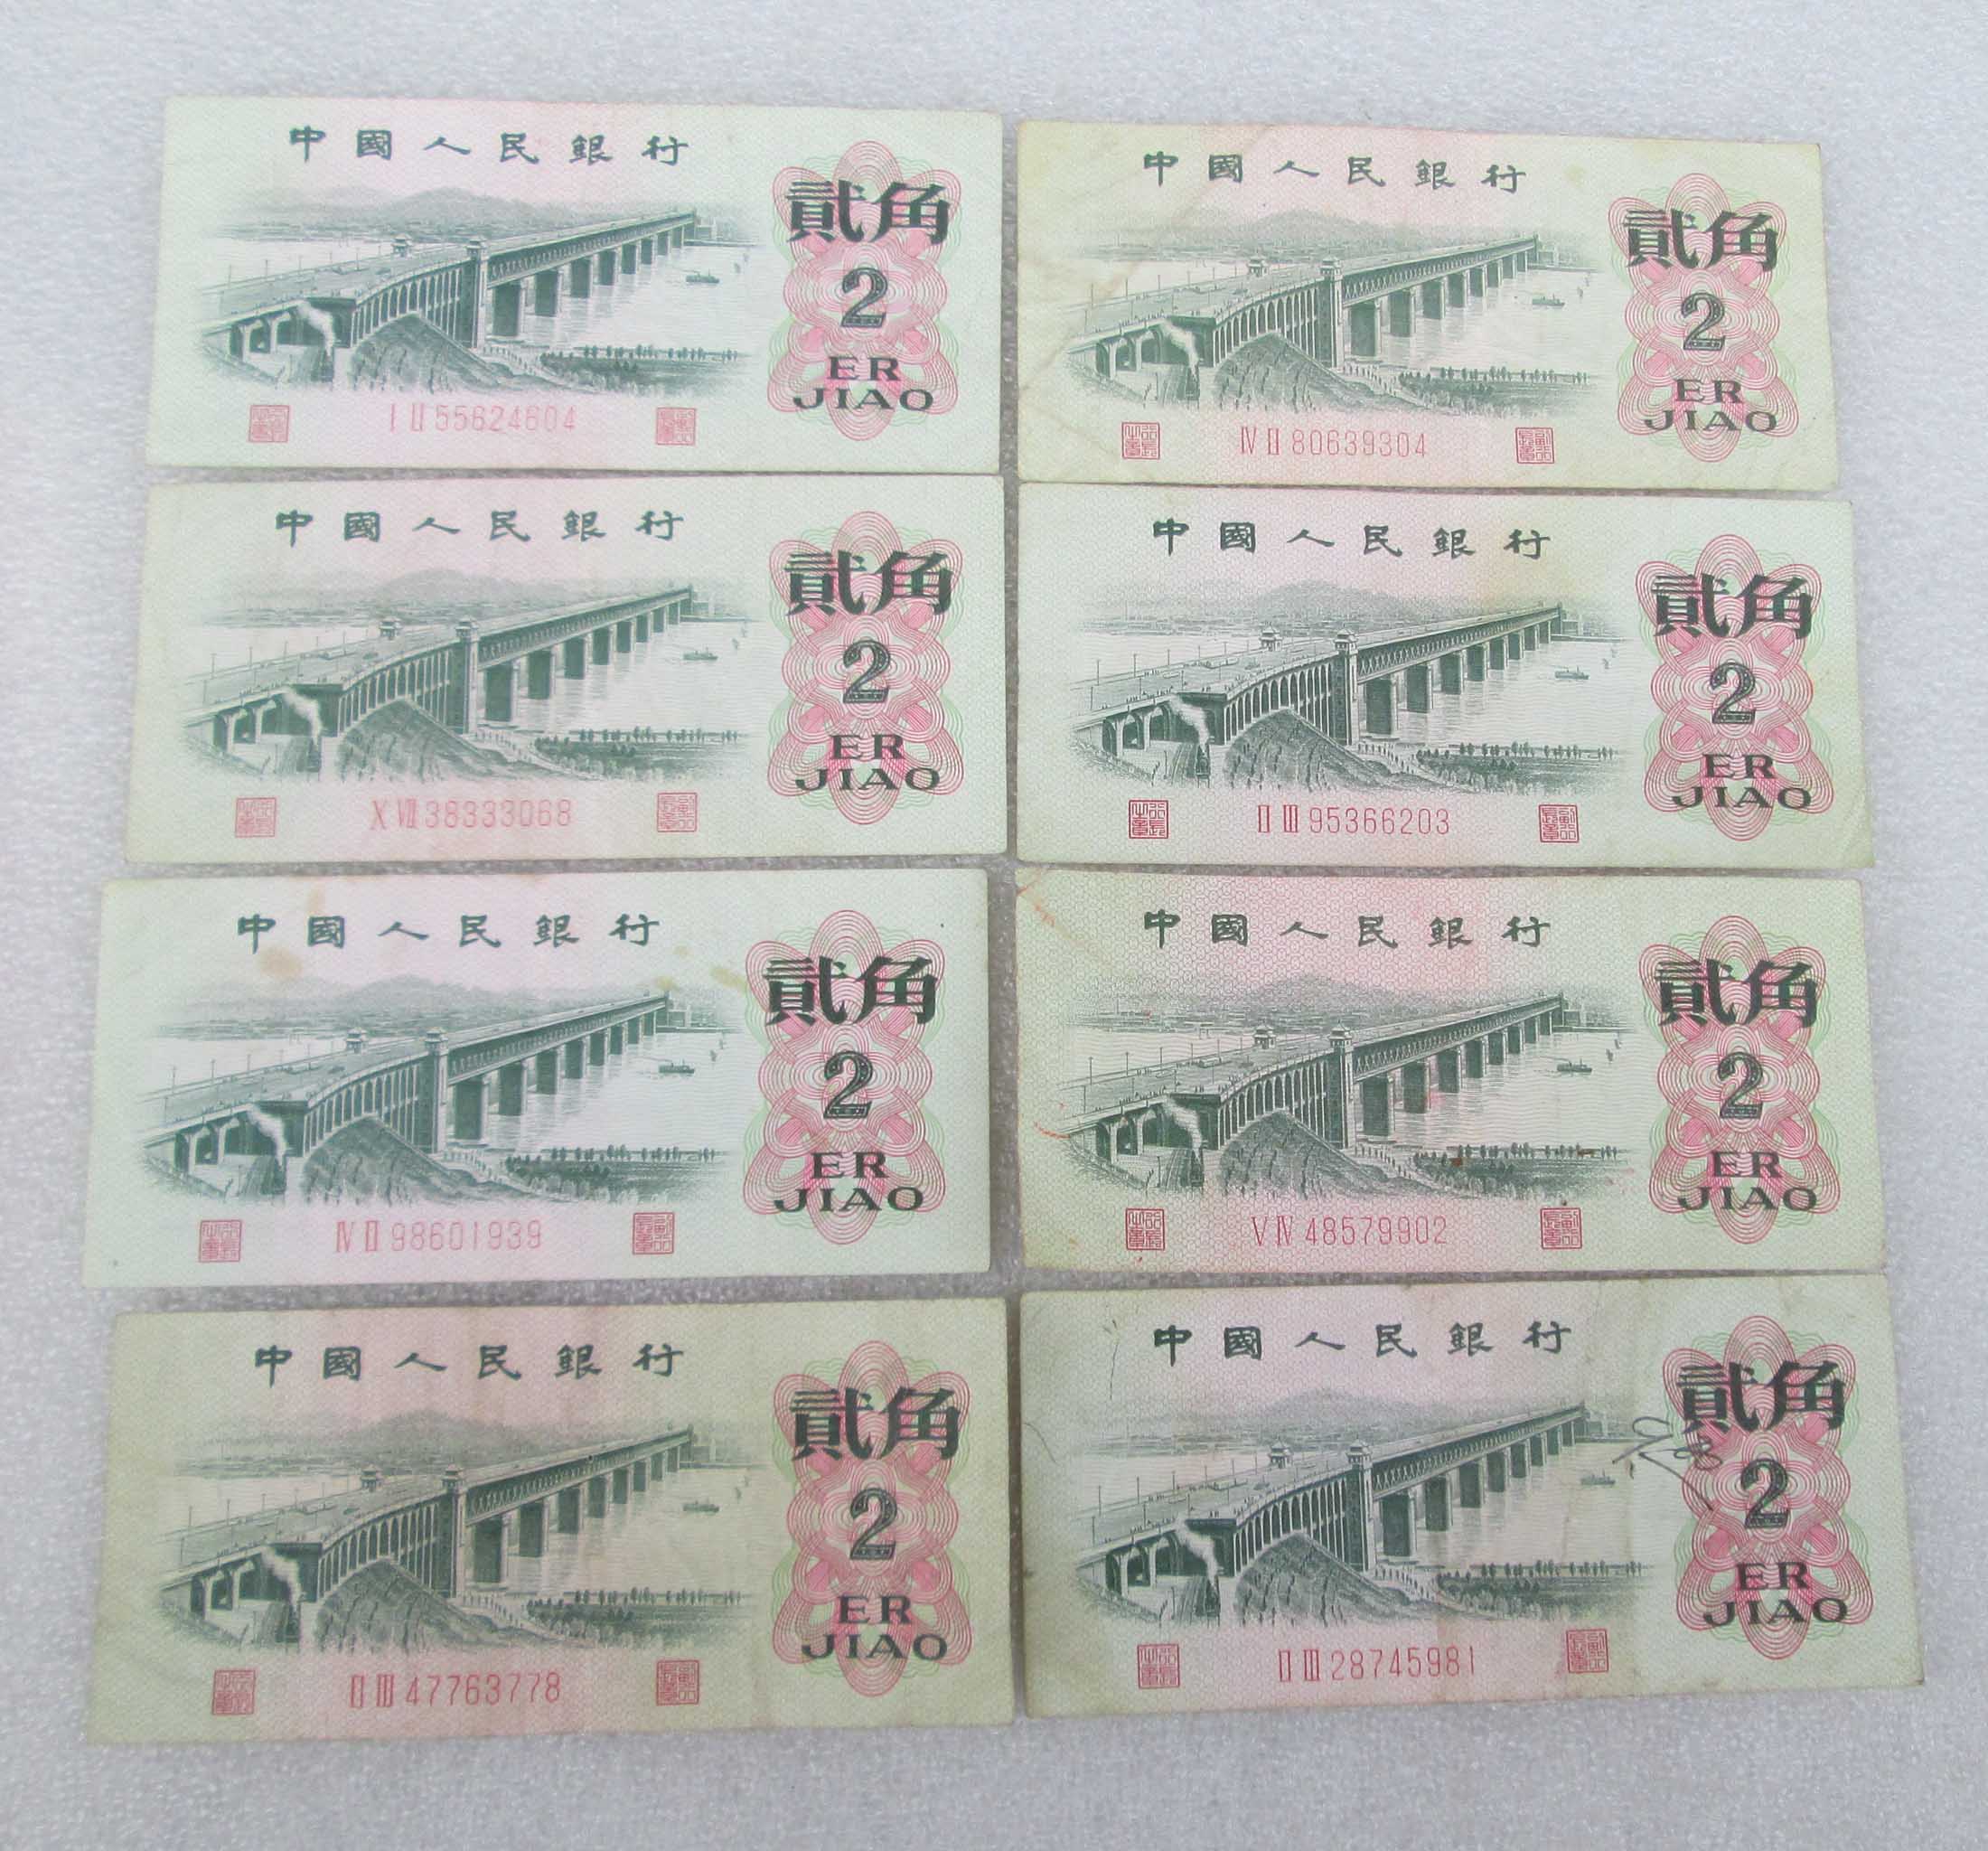 中國人民銀行
貳角
2
ER
JIAO
I II 55624604
中國人民銀行
貳角
2
ER
JIAO
IV II 80639304
中國人民銀行
貳角
2
ER
JIAO
X VII 38333068
中國人民銀行
貳角
2
ER
JIAO
II III 95366203
中國人民銀行
貳角
2
ER
JIAO
IV II 98601939
中國人民銀行
貳角
2
ER
JIAO
V IV 48579902
中國人民銀行
貳角
2
ER
JIAO
II III 47763778
中國人民銀行
貳角
2
ER
JIAO
II III 28745981